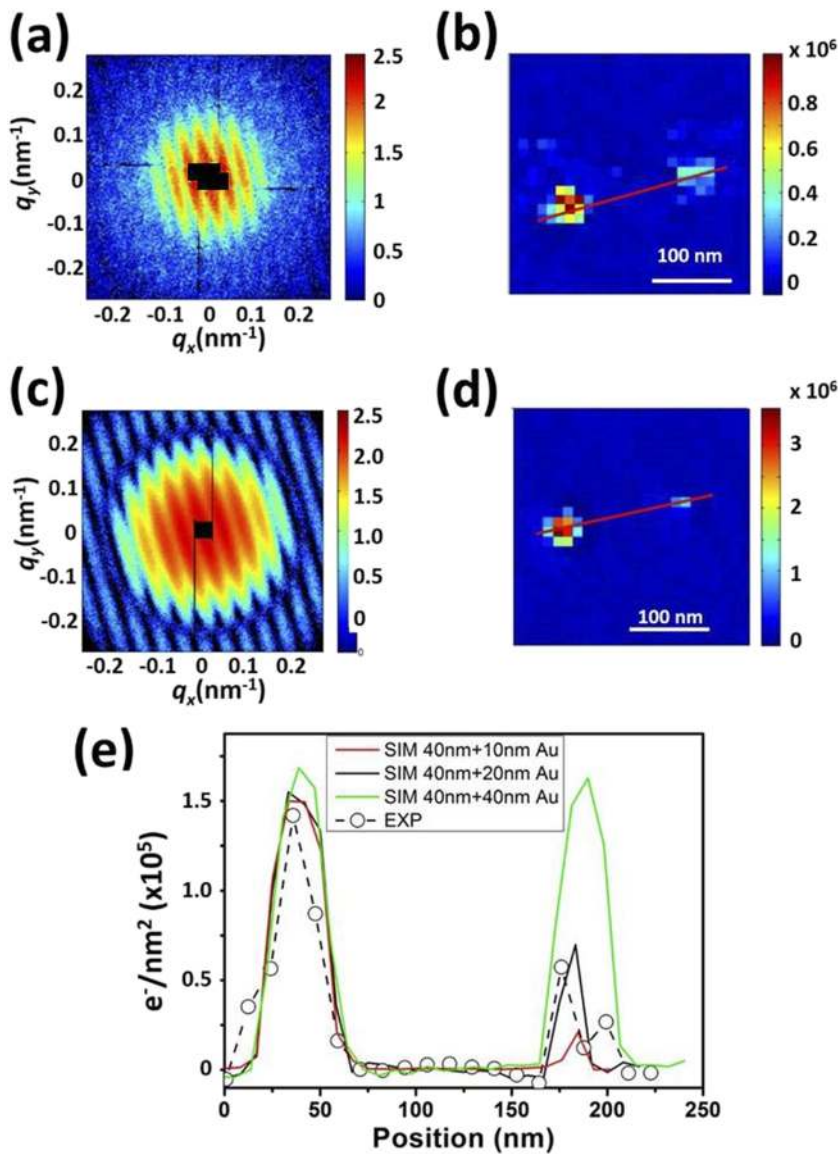 (a)
0.2
0.1
0
-0.1
-0.2
qy(nm-1)
-0.2 -0.1 0 0.1 0.2
qx(nm-1)
2.5
2
1.5
1
0.5
0
(b)
x 10⁶
1
0.8
0.6
0.4
0.2
0
100 nm
(c)
0.2
0.1
0
-0.1
-0.2
qy(nm-1)
-0.2 -0.1 0 0.1 0.2
qx(nm-1)
2.5
2.0
1.5
1.0
0.5
0
0
(d)
x 10⁶
3
2
1
0
100 nm
(e)
SIM 40nm+10nm Au
SIM 40nm+20nm Au
SIM 40nm+40nm Au
EXP
e-/nm² (x10⁵)
1.5
1.0
0.5
0
0 50 100 150 200 250
Position (nm)